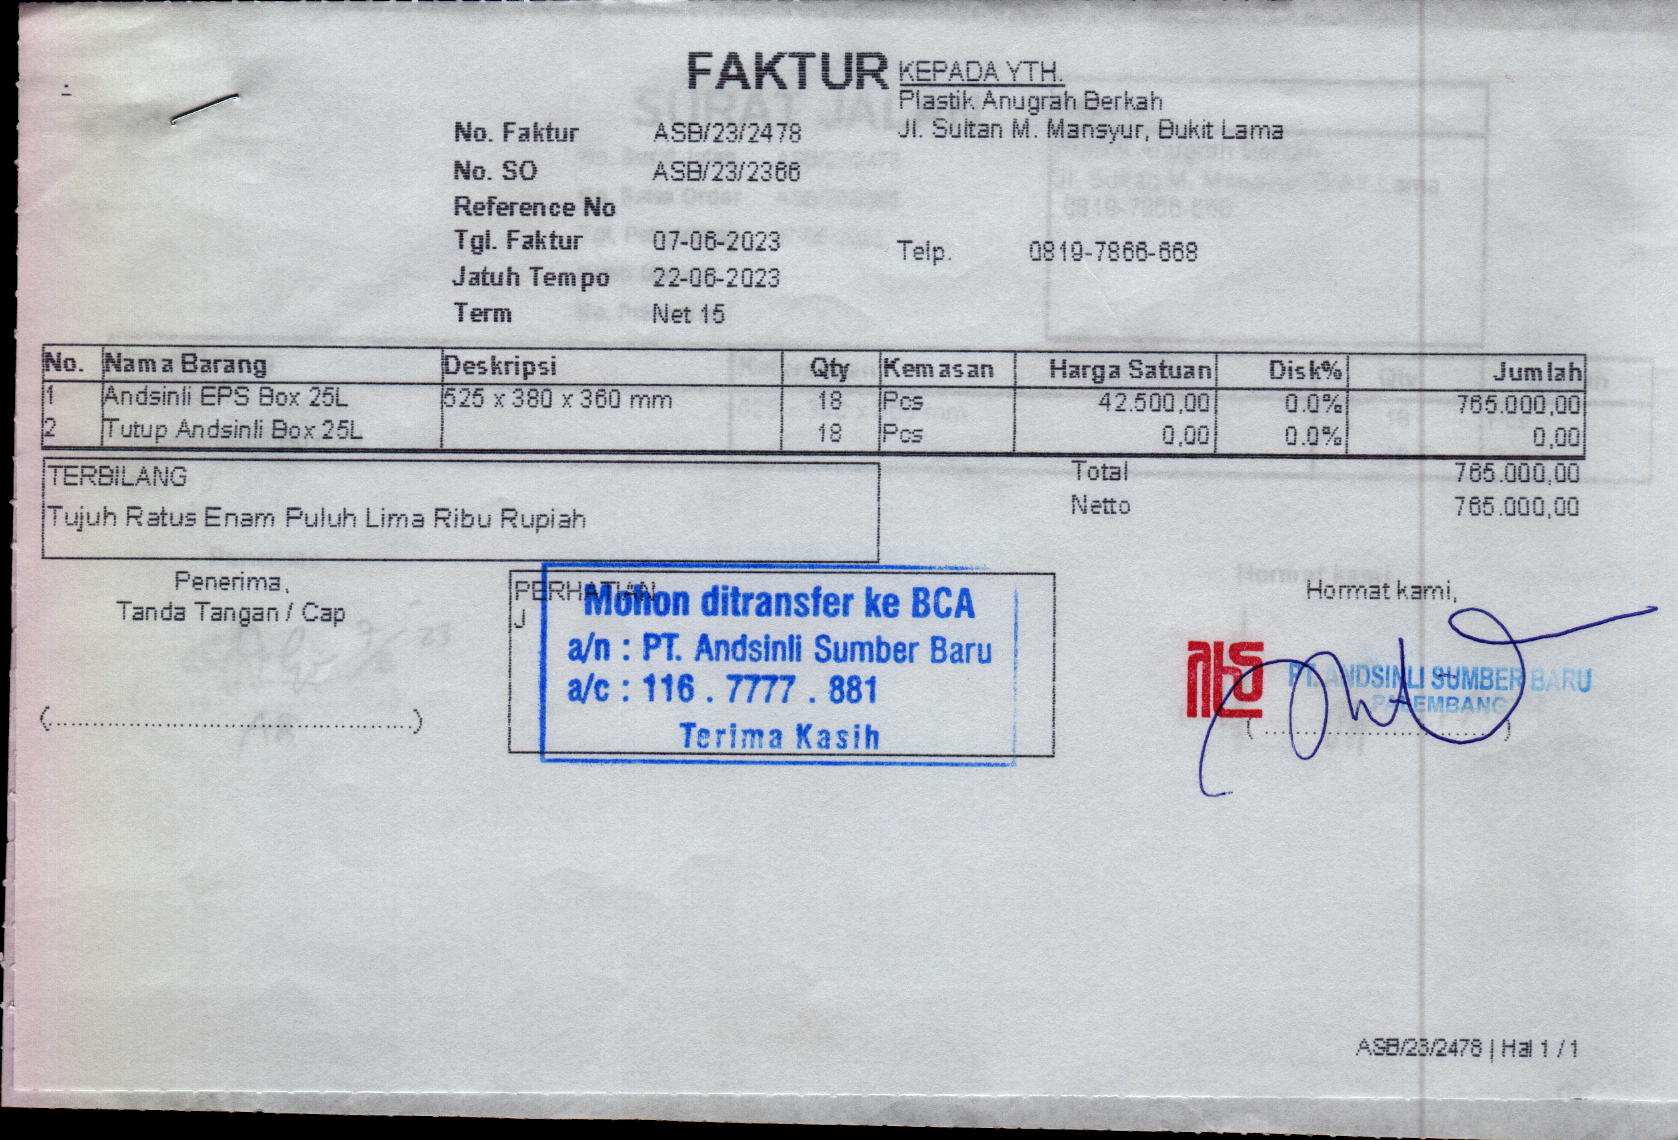 FAKTUR
KEPADA YTH.
Plastik Anugrah Berkah
Jl. Sultan M. Mansyur, Bukit Lama
No. Faktur ASB/23/2478
No. SO ASB/23/2366
Reference No
Tgl. Faktur 07-06-2023
Telp. 0819-7866-668
Jatuh Tempo 22-06-2023
Term Net 15
No. Nama Barang Deskripsi Qty Kemasan Harga Satuan Disk% Jumlah
1 Andsinli EPS Box 25L 525 x 380 x 360 mm 18 Pcs 42.500,00 0.0% 765.000,00
2 Tutup Andsinli Box 25L 18 Pcs 0,00 0.0% 0,00
TERBILANG
Tujuh Ratus Enam Puluh Lima Ribu Rupiah
Total 765.000,00
Netto 765.000,00
Penerima,
Tanda Tangan / Cap
(....................................................)
PERHATIAN
J
Mohon ditransfer ke BCA
a/n : PT. Andsinli Sumber Baru
a/c : 116 . 7777 . 881
Terima Kasih
Hormat kami,
PT. ANDSINLI SUMBER BARU
PALEMBANG
ASB/23/2478 | Hal 1 / 1